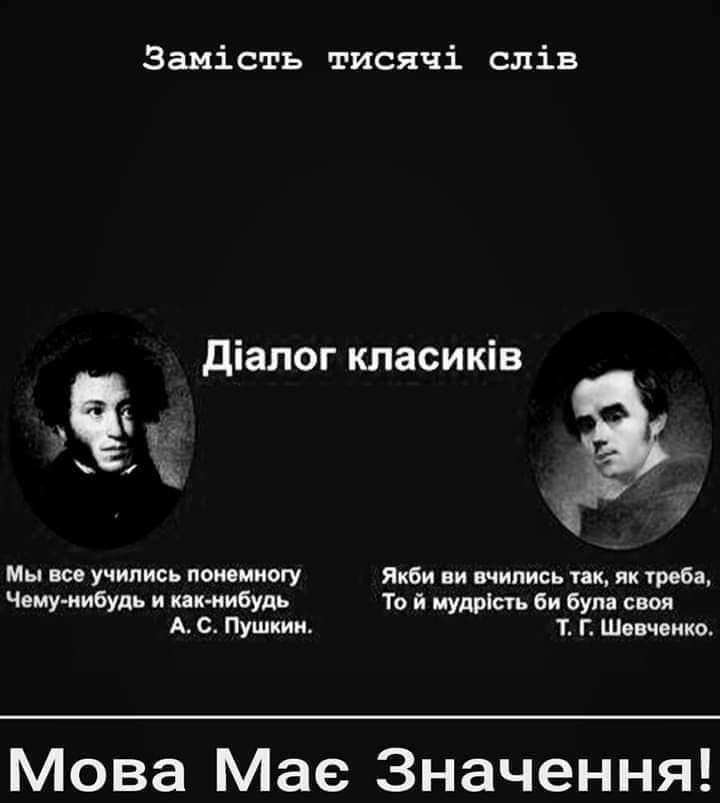 Замість тисячі слів
Діалог класиків
Мы все учились понемногу
Чему-нибудь и как-нибудь
А. С. Пушкин.
Якби ви вчились так, як треба,
То й мудрість би була своя
Т. Г. Шевченко.
Мова Має Значення!